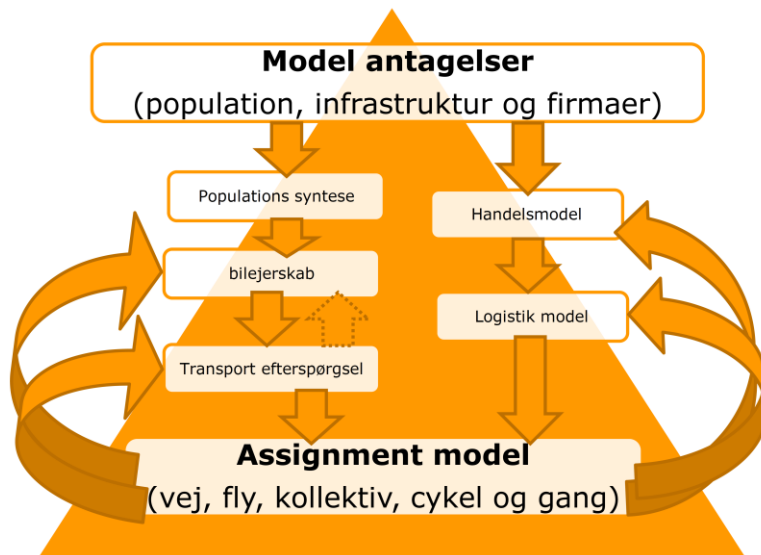 Model antagelser
(population, infrastruktur og firmaer)
Populations syntese
Handelsmodel
bilejerskab
Logistik model
Transport efterspørgsel
Assignment model
(vej, fly, kollektiv, cykel og gang)